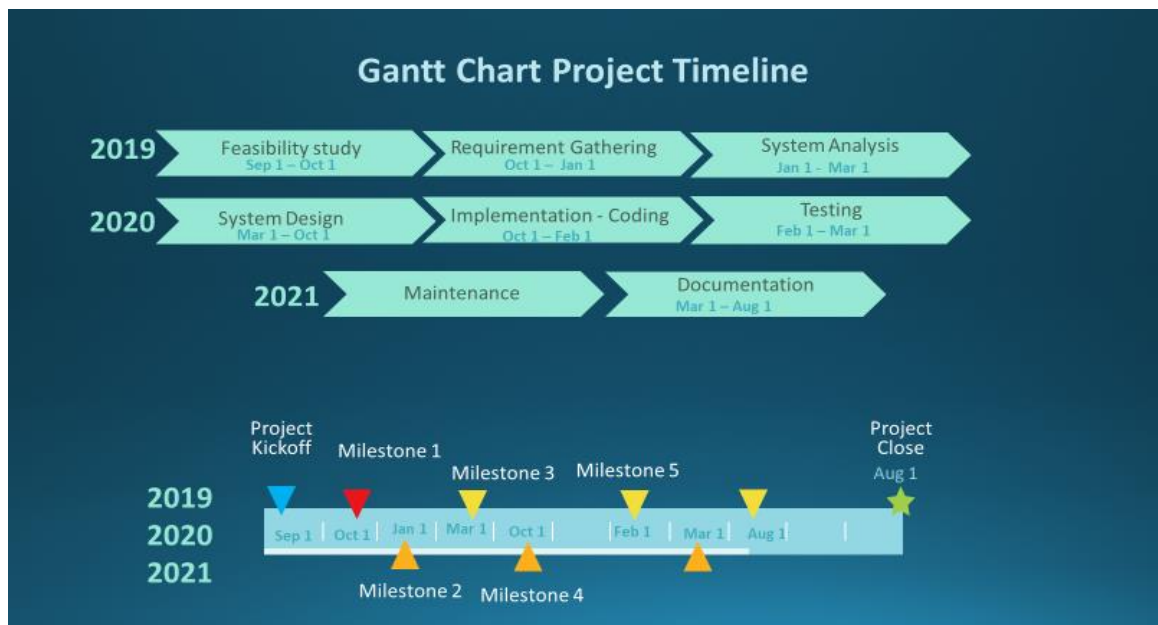 Gantt Chart Project Timeline
2019
Feasibility study
Sep 1 – Oct 1
Requirement Gathering
Oct 1 – Jan 1
System Analysis
Jan 1 - Mar 1
2020
System Design
Mar 1 – Oct 1
Implementation - Coding
Oct 1 – Feb 1
Testing
Feb 1 – Mar 1
2021
Maintenance
Documentation
Mar 1 – Aug 1
Project
Kickoff
Milestone 1
Milestone 3
Milestone 5
Project
Close
Aug 1
2019
2020
2021
Sep 1
Oct 1
Jan 1
Mar 1
Oct 1
Feb 1
Mar 1
Aug 1
Milestone 2
Milestone 4